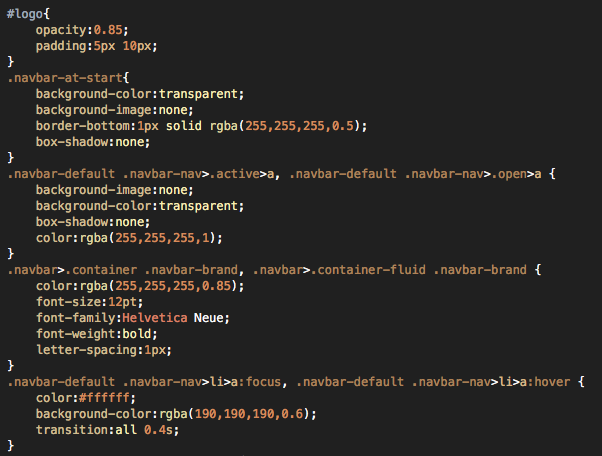 #logo{
    opacity:0.85;
    padding:5px 10px;
}
.navbar-at-start{
    background-color:transparent;
    background-image:none;
    border-bottom:1px solid rgba(255,255,255,0.5);
    box-shadow:none;
}
.navbar-default .navbar-nav>.active>a, .navbar-default .navbar-nav>.open>a {
    background-image:none;
    background-color:transparent;
    box-shadow:none;
    color:rgba(255,255,255,1);
}
.navbar>.container .navbar-brand, .navbar>.container-fluid .navbar-brand {
    color:rgba(255,255,255,0.85);
    font-size:12pt;
    font-family:Helvetica Neue;
    font-weight:bold;
    letter-spacing:1px;
}
.navbar-default .navbar-nav>li>a:focus, .navbar-default .navbar-nav>li>a:hover {
    color:#ffffff;
    background-color:rgba(190,190,190,0.6);
    transition:all 0.4s;
}